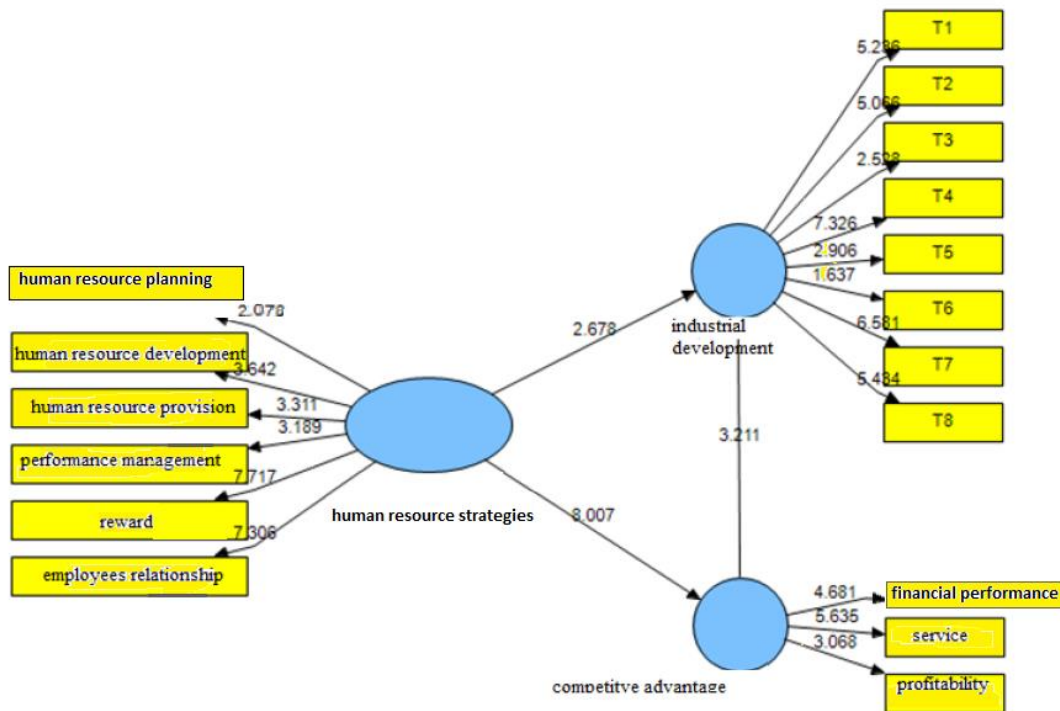 T1
5.236
T2
5.066
T3
2.528
T4
7.326
T5
2.906
T6
1.637
T7
6.581
T8
5.484
human resource planning
2.078
human resource development
3.642
human resource provision
3.311
performance management
3.189
reward
7.717
employees relationship
7.306
human resource strategies
2.678
industrial
development
3.211
8.007
competitve advantage
financial performance
4.681
service
5.635
profitability
3.068